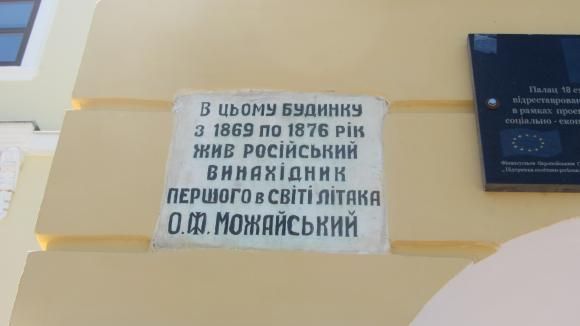 В ЦЬОМУ БУДИНКУ
З 1869 ПО 1876 РІК
ЖИВ РОСІЙСЬКИЙ
ВИНАХІДНИК
ПЕРШОГО В СВІТІ ЛІТАКА
О.Ф. МОЖАЙСЬКИЙ
Палац 18 ст
відреставрован
в рамках прое
соціально - еко